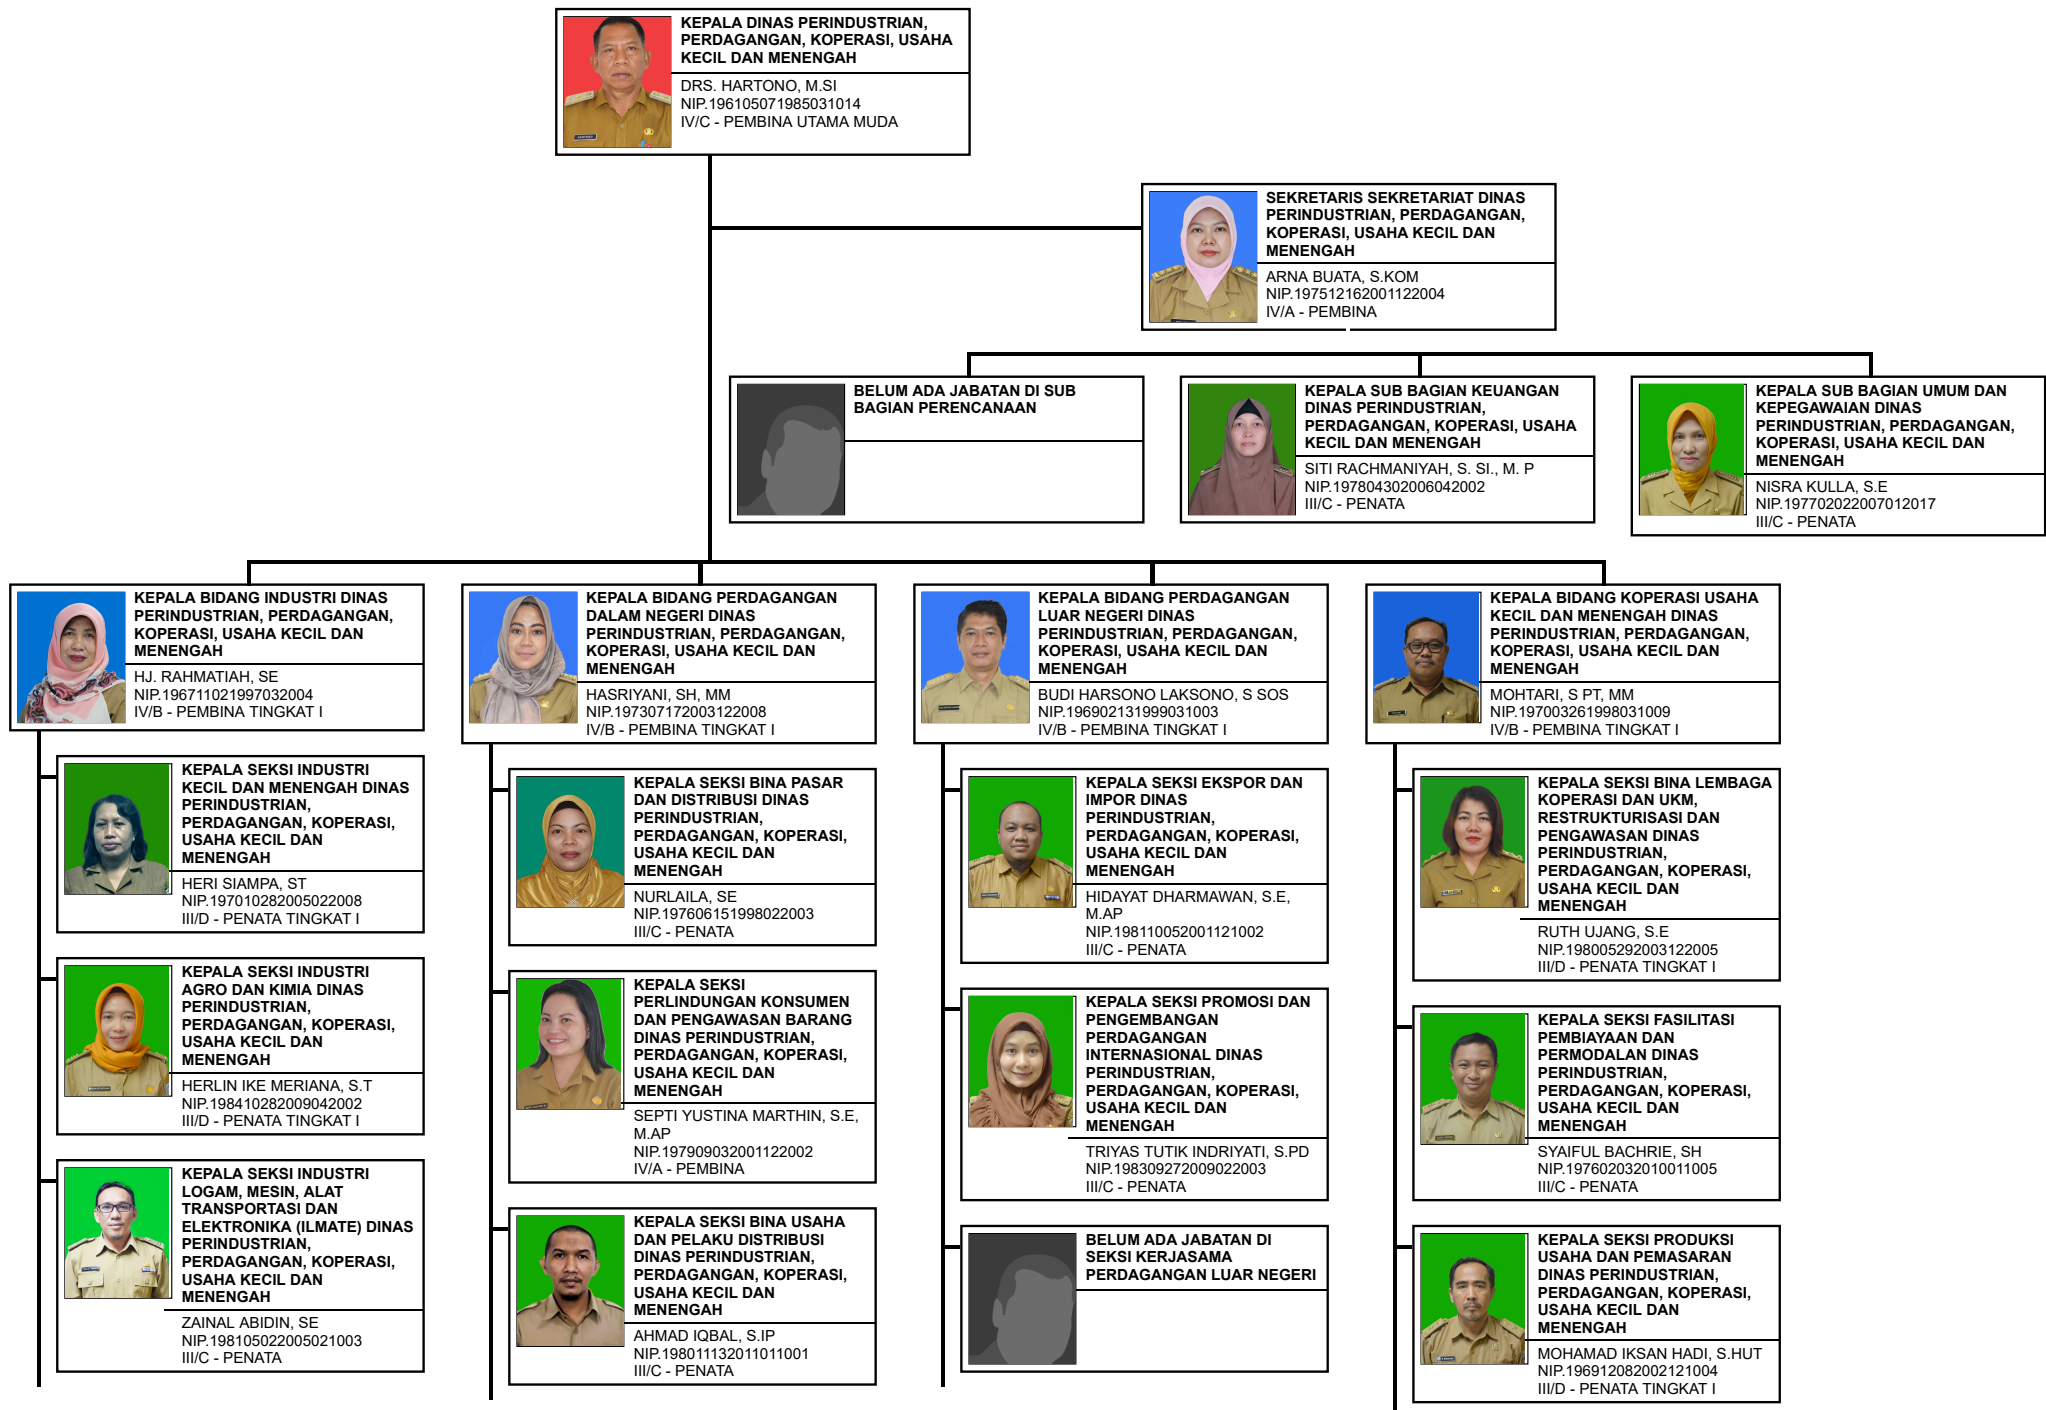 KEPALA DINAS PERINDUSTRIAN,
PERDAGANGAN, KOPERASI, USAHA
KECIL DAN MENENGAH
DRS. HARTONO, M.SI
NIP.196105071985031014
IV/C - PEMBINA UTAMA MUDA
SEKRETARIS SEKRETARIAT DINAS
PERINDUSTRIAN, PERDAGANGAN,
KOPERASI, USAHA KECIL DAN
MENENGAH
ARNA BUATA, S.KOM
NIP.197512162001122004
IV/A - PEMBINA
BELUM ADA JABATAN DI SUB
BAGIAN PERENCANAAN
KEPALA SUB BAGIAN KEUANGAN
DINAS PERINDUSTRIAN,
PERDAGANGAN, KOPERASI, USAHA
KECIL DAN MENENGAH
SITI RACHMANIYAH, S. SI., M. P
NIP.197804302006042002
III/C - PENATA
KEPALA SUB BAGIAN UMUM DAN
KEPEGAWAIAN DINAS
PERINDUSTRIAN, PERDAGANGAN,
KOPERASI, USAHA KECIL DAN
MENENGAH
NISRA KULLA, S.E
NIP.197702022007012017
III/C - PENATA
KEPALA BIDANG INDUSTRI DINAS
PERINDUSTRIAN, PERDAGANGAN,
KOPERASI, USAHA KECIL DAN
MENENGAH
HJ. RAHMATIAH, SE
NIP.196711021997032004
IV/B - PEMBINA TINGKAT I
KEPALA SEKSI INDUSTRI
KECIL DAN MENENGAH DINAS
PERINDUSTRIAN,
PERDAGANGAN, KOPERASI,
USAHA KECIL DAN
MENENGAH
HERI SIAMPA, ST
NIP.197010282005022008
III/D - PENATA TINGKAT I
KEPALA SEKSI INDUSTRI
AGRO DAN KIMIA DINAS
PERINDUSTRIAN,
PERDAGANGAN, KOPERASI,
USAHA KECIL DAN
MENENGAH
HERLIN IKE MERIANA, S.T
NIP.198410282009042002
III/D - PENATA TINGKAT I
KEPALA SEKSI INDUSTRI
LOGAM, MESIN, ALAT
TRANSPORTASI DAN
ELEKTRONIKA (ILMATE) DINAS
PERINDUSTRIAN,
PERDAGANGAN, KOPERASI,
USAHA KECIL DAN
MENENGAH
ZAINAL ABIDIN, SE
NIP.198105022005021003
III/C - PENATA
KEPALA BIDANG PERDAGANGAN
DALAM NEGERI DINAS
PERINDUSTRIAN, PERDAGANGAN,
KOPERASI, USAHA KECIL DAN
MENENGAH
HASRIYANI, SH, MM
NIP.197307172003122008
IV/B - PEMBINA TINGKAT I
KEPALA SEKSI BINA PASAR
DAN DISTRIBUSI DINAS
PERINDUSTRIAN,
PERDAGANGAN, KOPERASI,
USAHA KECIL DAN
MENENGAH
NURLAILA, SE
NIP.197606151998022003
III/C - PENATA
KEPALA SEKSI
PERLINDUNGAN KONSUMEN
DAN PENGAWASAN BARANG
DINAS PERINDUSTRIAN,
PERDAGANGAN, KOPERASI,
USAHA KECIL DAN
MENENGAH
SEPTI YUSTINA MARTHIN, S.E,
M.AP
NIP.197909032001122002
IV/A - PEMBINA
KEPALA SEKSI BINA USAHA
DAN PELAKU DISTRIBUSI
DINAS PERINDUSTRIAN,
PERDAGANGAN, KOPERASI,
USAHA KECIL DAN
MENENGAH
AHMAD IQBAL, S.IP
NIP.198011132011011001
III/C - PENATA
KEPALA BIDANG PERDAGANGAN
LUAR NEGERI DINAS
PERINDUSTRIAN, PERDAGANGAN,
KOPERASI, USAHA KECIL DAN
MENENGAH
BUDI HARSONO LAKSONO, S SOS
NIP.196902131999031003
IV/B - PEMBINA TINGKAT I
KEPALA SEKSI EKSPOR DAN
IMPOR DINAS
PERINDUSTRIAN,
PERDAGANGAN, KOPERASI,
USAHA KECIL DAN
MENENGAH
HIDAYAT DHARMAWAN, S.E,
M.AP
NIP.198110052001121002
III/C - PENATA
KEPALA SEKSI PROMOSI DAN
PENGEMBANGAN
PERDAGANGAN
INTERNASIONAL DINAS
PERINDUSTRIAN,
PERDAGANGAN, KOPERASI,
USAHA KECIL DAN
MENENGAH
TRIYAS TUTIK INDRIYATI, S.PD
NIP.198309272009022003
III/C - PENATA
BELUM ADA JABATAN DI
SEKSI KERJASAMA
PERDAGANGAN LUAR NEGERI
KEPALA BIDANG KOPERASI USAHA
KECIL DAN MENENGAH DINAS
PERINDUSTRIAN, PERDAGANGAN,
KOPERASI, USAHA KECIL DAN
MENENGAH
MOHTARI, S PT, MM
NIP.197003261998031009
IV/B - PEMBINA TINGKAT I
KEPALA SEKSI BINA LEMBAGA
KOPERASI DAN UKM,
RESTRUKTURISASI DAN
PENGAWASAN DINAS
PERINDUSTRIAN,
PERDAGANGAN, KOPERASI,
USAHA KECIL DAN
MENENGAH
RUTH UJANG, S.E
NIP.198005292003122005
III/D - PENATA TINGKAT I
KEPALA SEKSI FASILITASI
PEMBIAYAAN DAN
PERMODALAN DINAS
PERINDUSTRIAN,
PERDAGANGAN, KOPERASI,
USAHA KECIL DAN
MENENGAH
SYAIFUL BACHRIE, SH
NIP.197602032010011005
III/C - PENATA
KEPALA SEKSI PRODUKSI
USAHA DAN PEMASARAN
DINAS PERINDUSTRIAN,
PERDAGANGAN, KOPERASI,
USAHA KECIL DAN
MENENGAH
MOHAMAD IKSAN HADI, S.HUT
NIP.196912082002121004
III/D - PENATA TINGKAT I